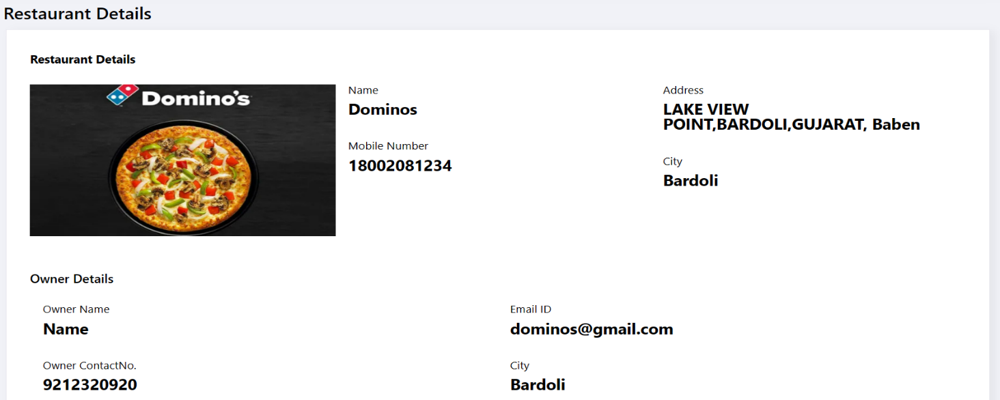 Restaurant Details
Restaurant Details
Domino's
Name
Dominos
Mobile Number
18002081234
Address
LAKE VIEW
POINT,BARDOLI,GUJARAT, Baben
City
Bardoli
Owner Details
Owner Name
Name
Email ID
dominos@gmail.com
Owner ContactNo.
9212320920
City
Bardoli